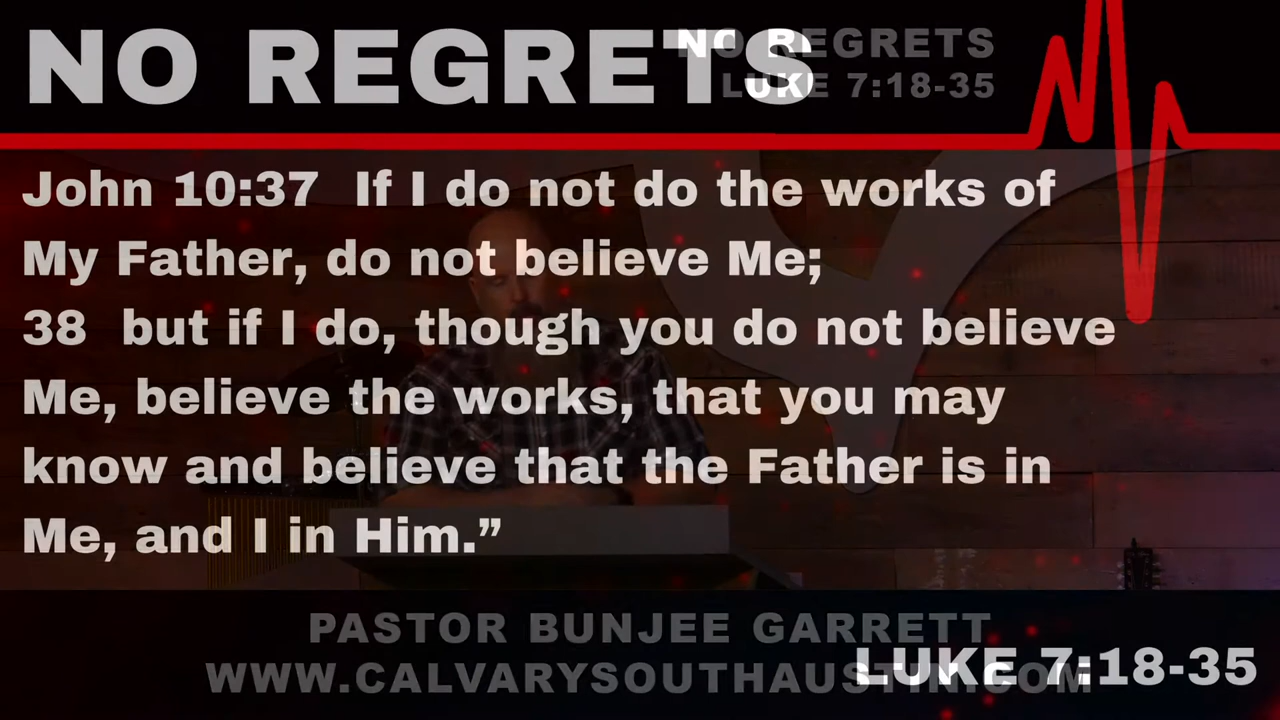 NO REGRETS
NO REGRETS
LUKE 7:18-35
John 10:37  If I do not do the works of
My Father, do not believe Me;
38  but if I do, though you do not believe
Me, believe the works, that you may
know and believe that the Father is in
Me, and I in Him.”
PASTOR BUNJEE GARRETT
WWW.CALVARYSOUTHAUSTIN.COM
LUKE 7:18-35